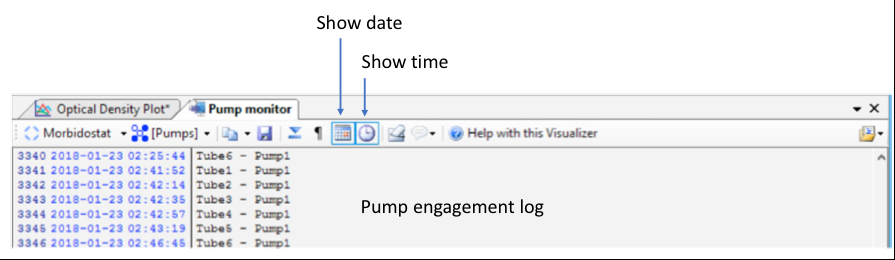 Show date
Show time
Optical Density Plot* Pump monitor
Morbidostat [Pumps] ¶ Help with this Visualizer
3340 2018-01-23 02:25:44 Tube6 - Pump1
3341 2018-01-23 02:41:52 Tube1 - Pump1
3342 2018-01-23 02:42:14 Tube2 - Pump1
3343 2018-01-23 02:42:35 Tube3 - Pump1
3344 2018-01-23 02:42:57 Tube4 - Pump1
3345 2018-01-23 02:43:19 Tube5 - Pump1
3346 2018-01-23 02:46:45 Tube6 - Pump1
Pump engagement log